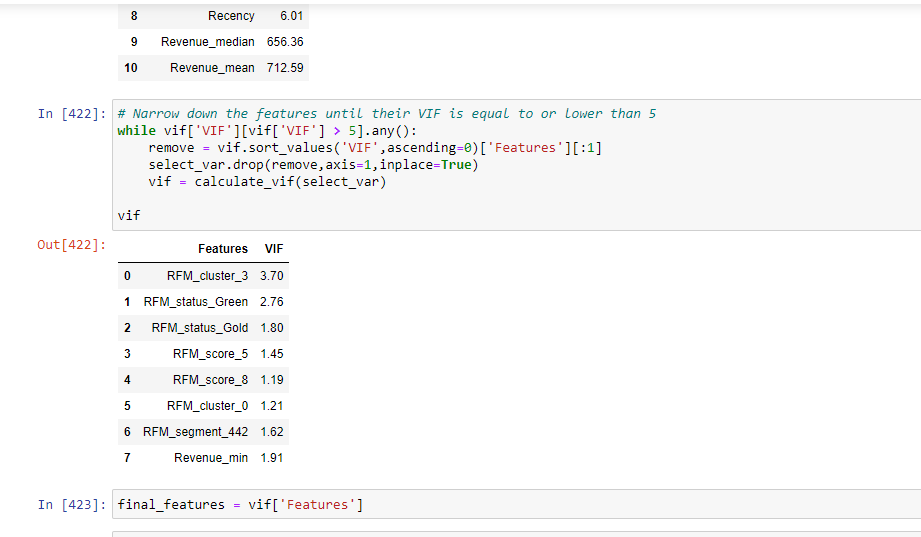 8 Recency 6.01
9 Revenue_median 656.36
10 Revenue_mean 712.59
In [422]: # Narrow down the features until their VIF is equal to or lower than 5
while vif['VIF'][vif['VIF'] > 5].any():
    remove = vif.sort_values('VIF',ascending=0)['Features'][:1]
    select_var.drop(remove,axis=1,inplace=True)
    vif = calculate_vif(select_var)
vif
Out[422]:
Features VIF
0 RFM_cluster_3 3.70
1 RFM_status_Green 2.76
2 RFM_status_Gold 1.80
3 RFM_score_5 1.45
4 RFM_score_8 1.19
5 RFM_cluster_0 1.21
6 RFM_segment_442 1.62
7 Revenue_min 1.91
In [423]: final_features = vif['Features']